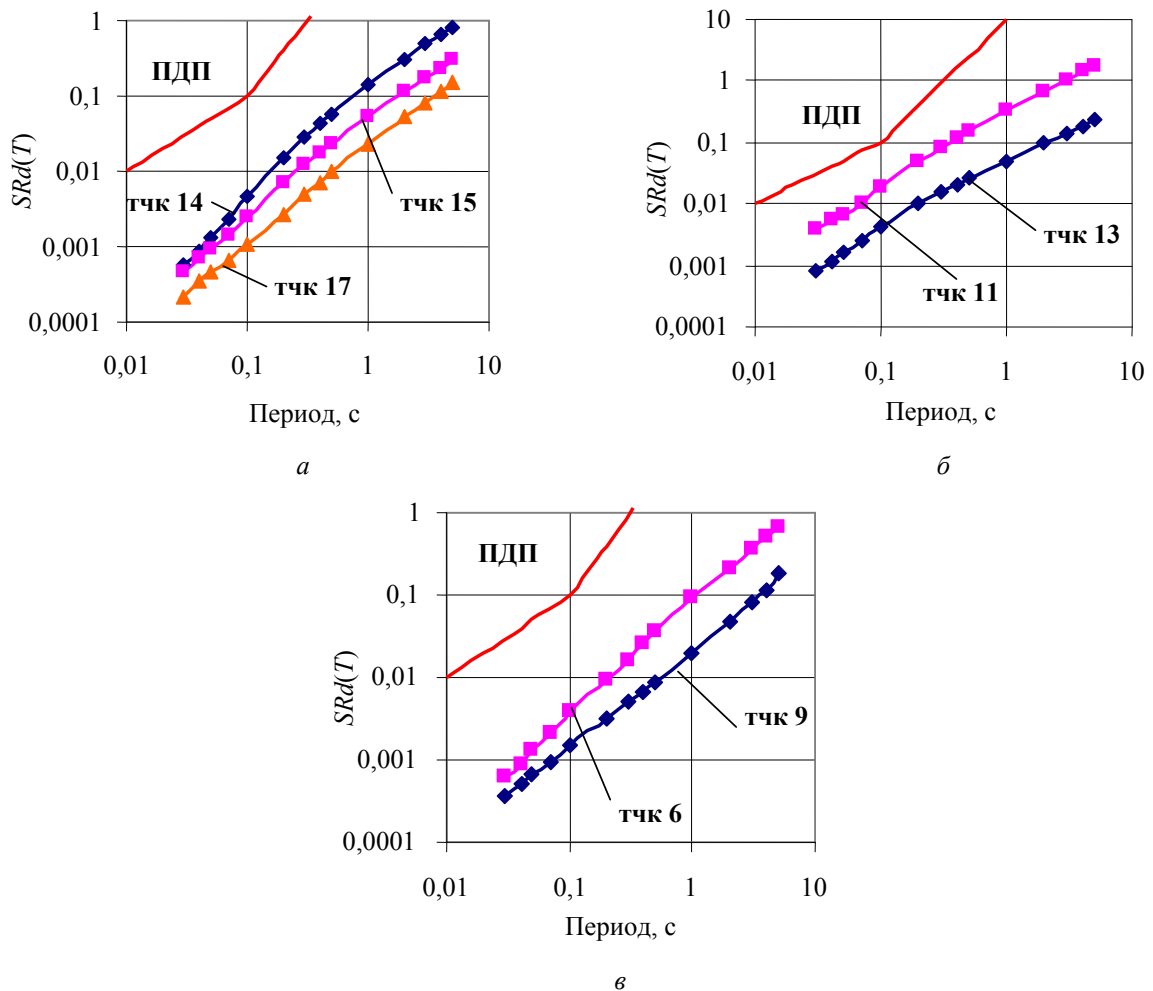 1
0,1
0,01
0,001
0,0001
SRd(T)
ПДП
тчк 14
тчк 15
тчк 17
0,01 0,1 1 10
Период, с
а
10
1
0,1
0,01
0,001
0,0001
SRd(T)
ПДП
тчк 13
тчк 11
0,01 0,1 1 10
Период, с
б
1
0,1
0,01
0,001
0,0001
SRd(T)
ПДП
тчк 9
тчк 6
0,01 0,1 1 10
Период, с
в